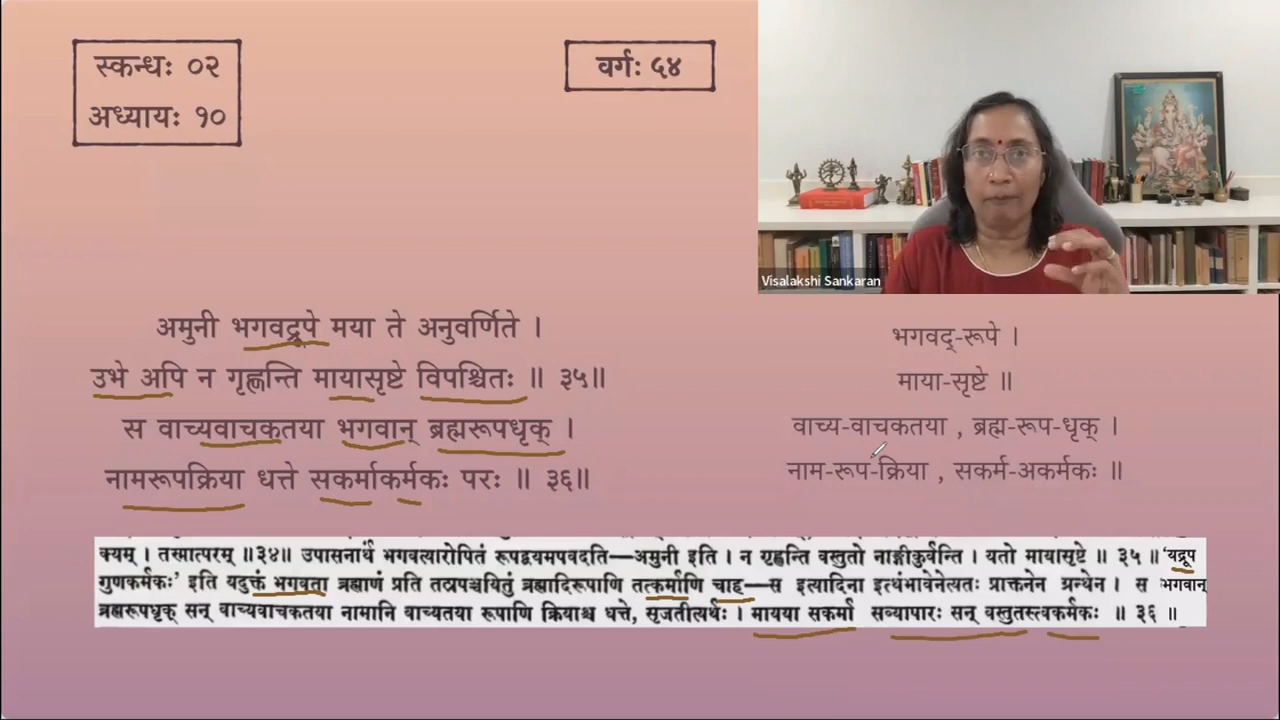 स्कन्धः ०२
अध्यायः १०
वर्गः ५४
Visalakshi Sankaran
अमुनी भगवद्रूपे मया ते अनुवर्णिते ।
उभे अपि न गृह्णन्ति मायासृष्टे विपश्चितः ॥ ३५॥
स वाच्यवाचकतया भगवान् ब्रह्मरूपधृक् ।
नामरूपक्रिया धत्ते सकर्माकर्मकः परः ॥ ३६॥
भगवद्-रूपे ।
माया-सृष्टे ॥
वाच्य-वाचकतया , ब्रह्म-रूप-धृक् ।
नाम-रूप-क्रिया , सकर्म-अकर्मकः ॥
क्यम् । तस्मात्परम् ॥३४॥ उपासनार्थं भगवत्यारोपितं रूपद्वयमपवदति—अमुनी इति । न गृह्णन्ति वस्तुतो नाङ्गीकुर्वन्ति । यतो मायासृष्टे ॥ ३५ ॥ ‘यद्रूप
गुणकर्मकः’ इति यदुक्तं भगवता ब्रह्माणं प्रति तत्प्रपञ्चयितुं ब्रह्मादिरूपाणि तत्कर्माणि चाह—स इत्यादिना इत्थंभावेनेत्यतः प्राक्तनेन ग्रन्थेन । स भगवान्
ब्रह्मरूपधृक् सन् वाच्यवाचकतया नामानि वाच्यतया रूपाणि क्रियाश्च धत्ते, सृजतीत्यर्थः । मायया सकर्मा सव्यापारः सन् वस्तुतस्त्वकर्मकः ॥ ३६ ॥